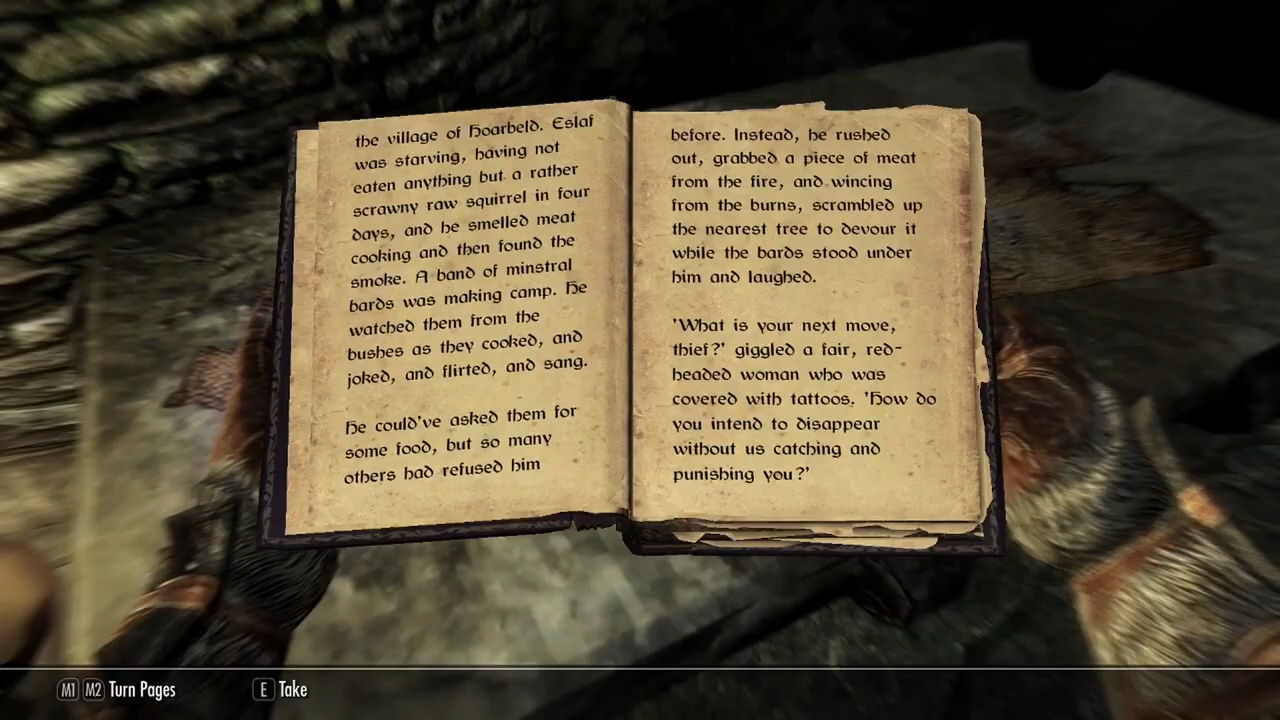 the village of Hoarbeld. Eslaf
was starving, having not
eaten anything but a rather
scrawny raw squirrel in four
days, and he smelled meat
cooking and then found the
smoke. A band of minstral
bards was making camp. He
watched them from the
bushes as they cooked, and
joked, and flirted, and sang.
He could've asked them for
some food, but so many
others had refused him
before. Instead, he rushed
out, grabbed a piece of meat
from the fire, and wincing
from the burns, scrambled up
the nearest tree to devour it
while the bards stood under
him and laughed.
'What is your next move,
thief?' giggled a fair, red-
headed woman who was
covered with tattoos. 'How do
you intend to disappear
without us catching and
punishing you?'
M1 M2 Turn Pages
E Take